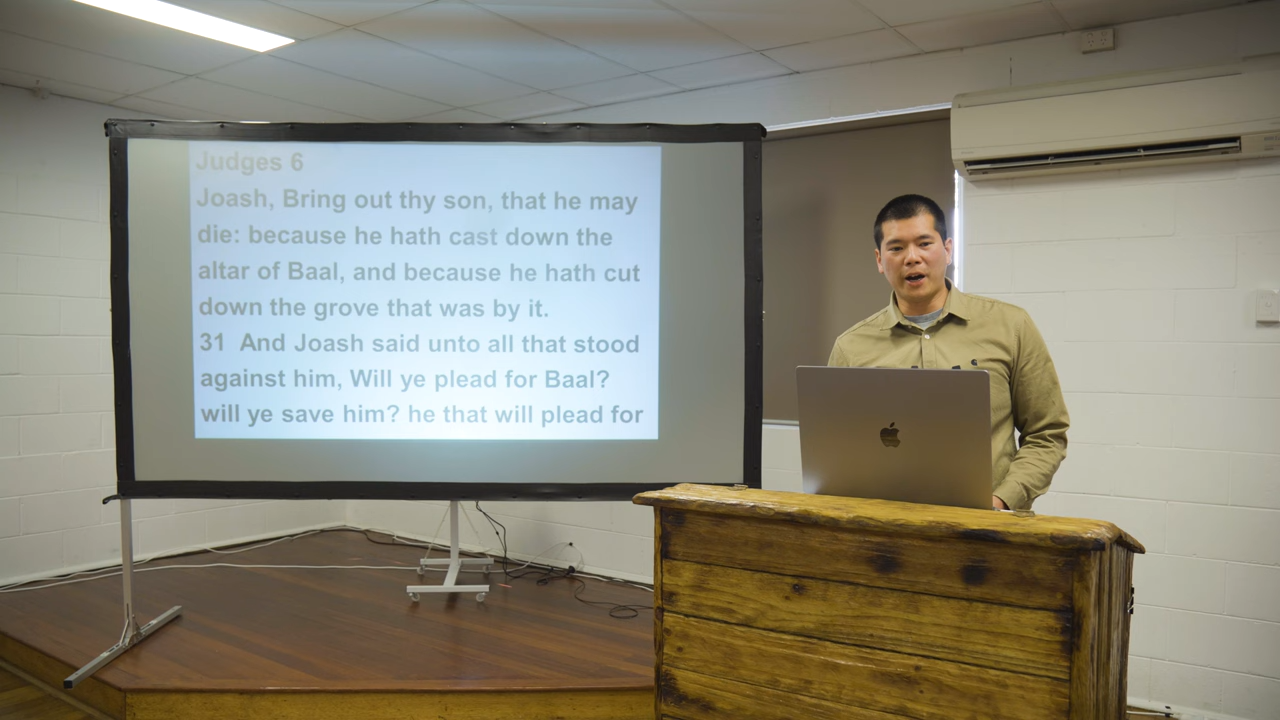 Judges 6
Joash, Bring out thy son, that he may
die: because he hath cast down the
altar of Baal, and because he hath cut
down the grove that was by it.
31 And Joash said unto all that stood
against him, Will ye plead for Baal?
will ye save him? he that will plead for